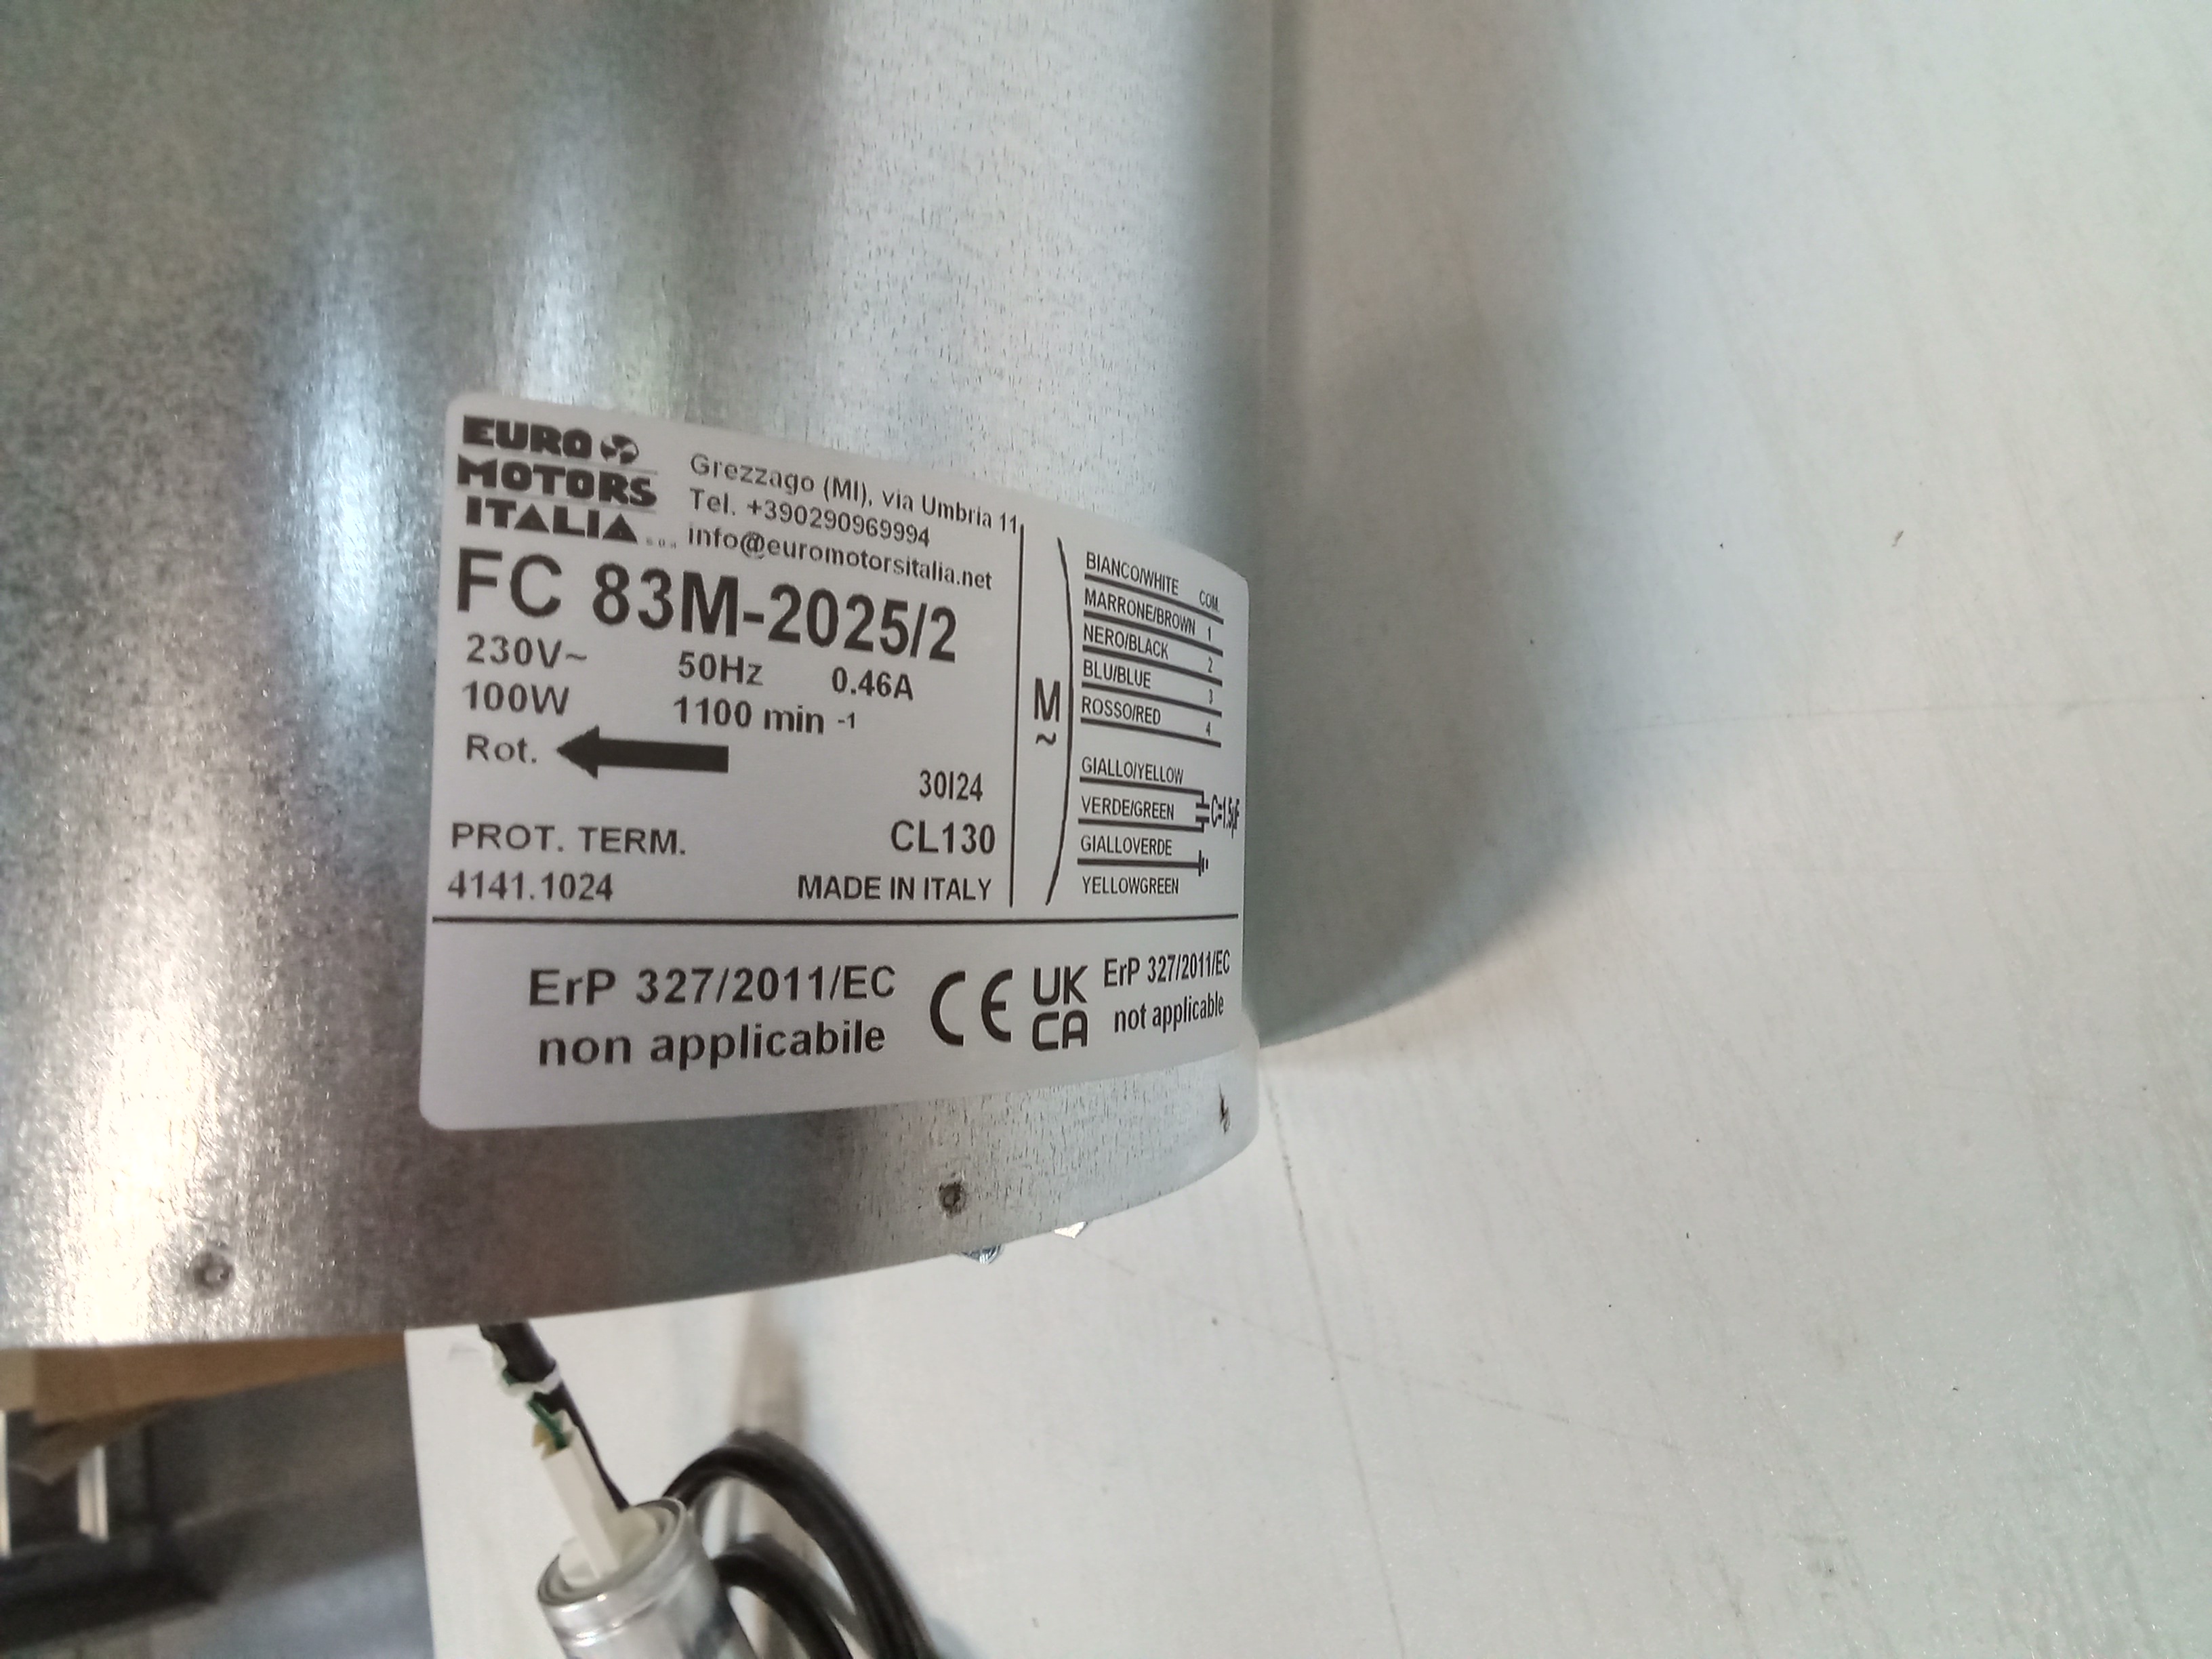 EURO
MOTORS
ITALIA
Grezzago (MI), via Umbria 11
Tel. +390290969994
info@euromotorsitalia.net
FC 83M-2025/2
230V~ 50Hz 0.46A
100W 1100 min -1
Rot.
30I24
PROT. TERM. CL130
4141.1024 MADE IN ITALY
M
~
BIANCO/WHITE COM.
MARRONE/BROWN 1
NERO/BLACK 2
BLU/BLUE 3
ROSSO/RED 4
GIALLO/YELLOW
VERDE/GREEN C=1.5µF
GIALLOVERDE
YELLOWGREEN
ErP 327/2011/EC
non applicabile
CE
UK
CA
ErP 327/2011/EC
not applicable